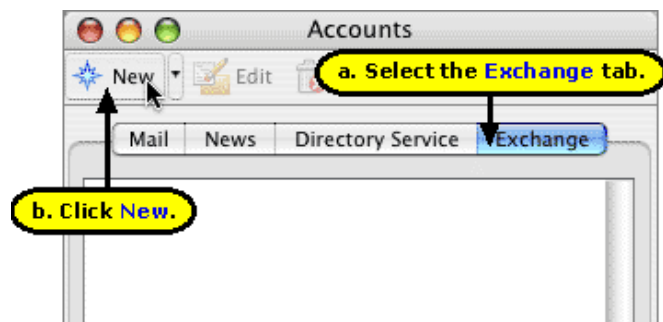 Accounts
New Edit
a. Select the Exchange tab.
Mail News Directory Service Exchange
b. Click New.